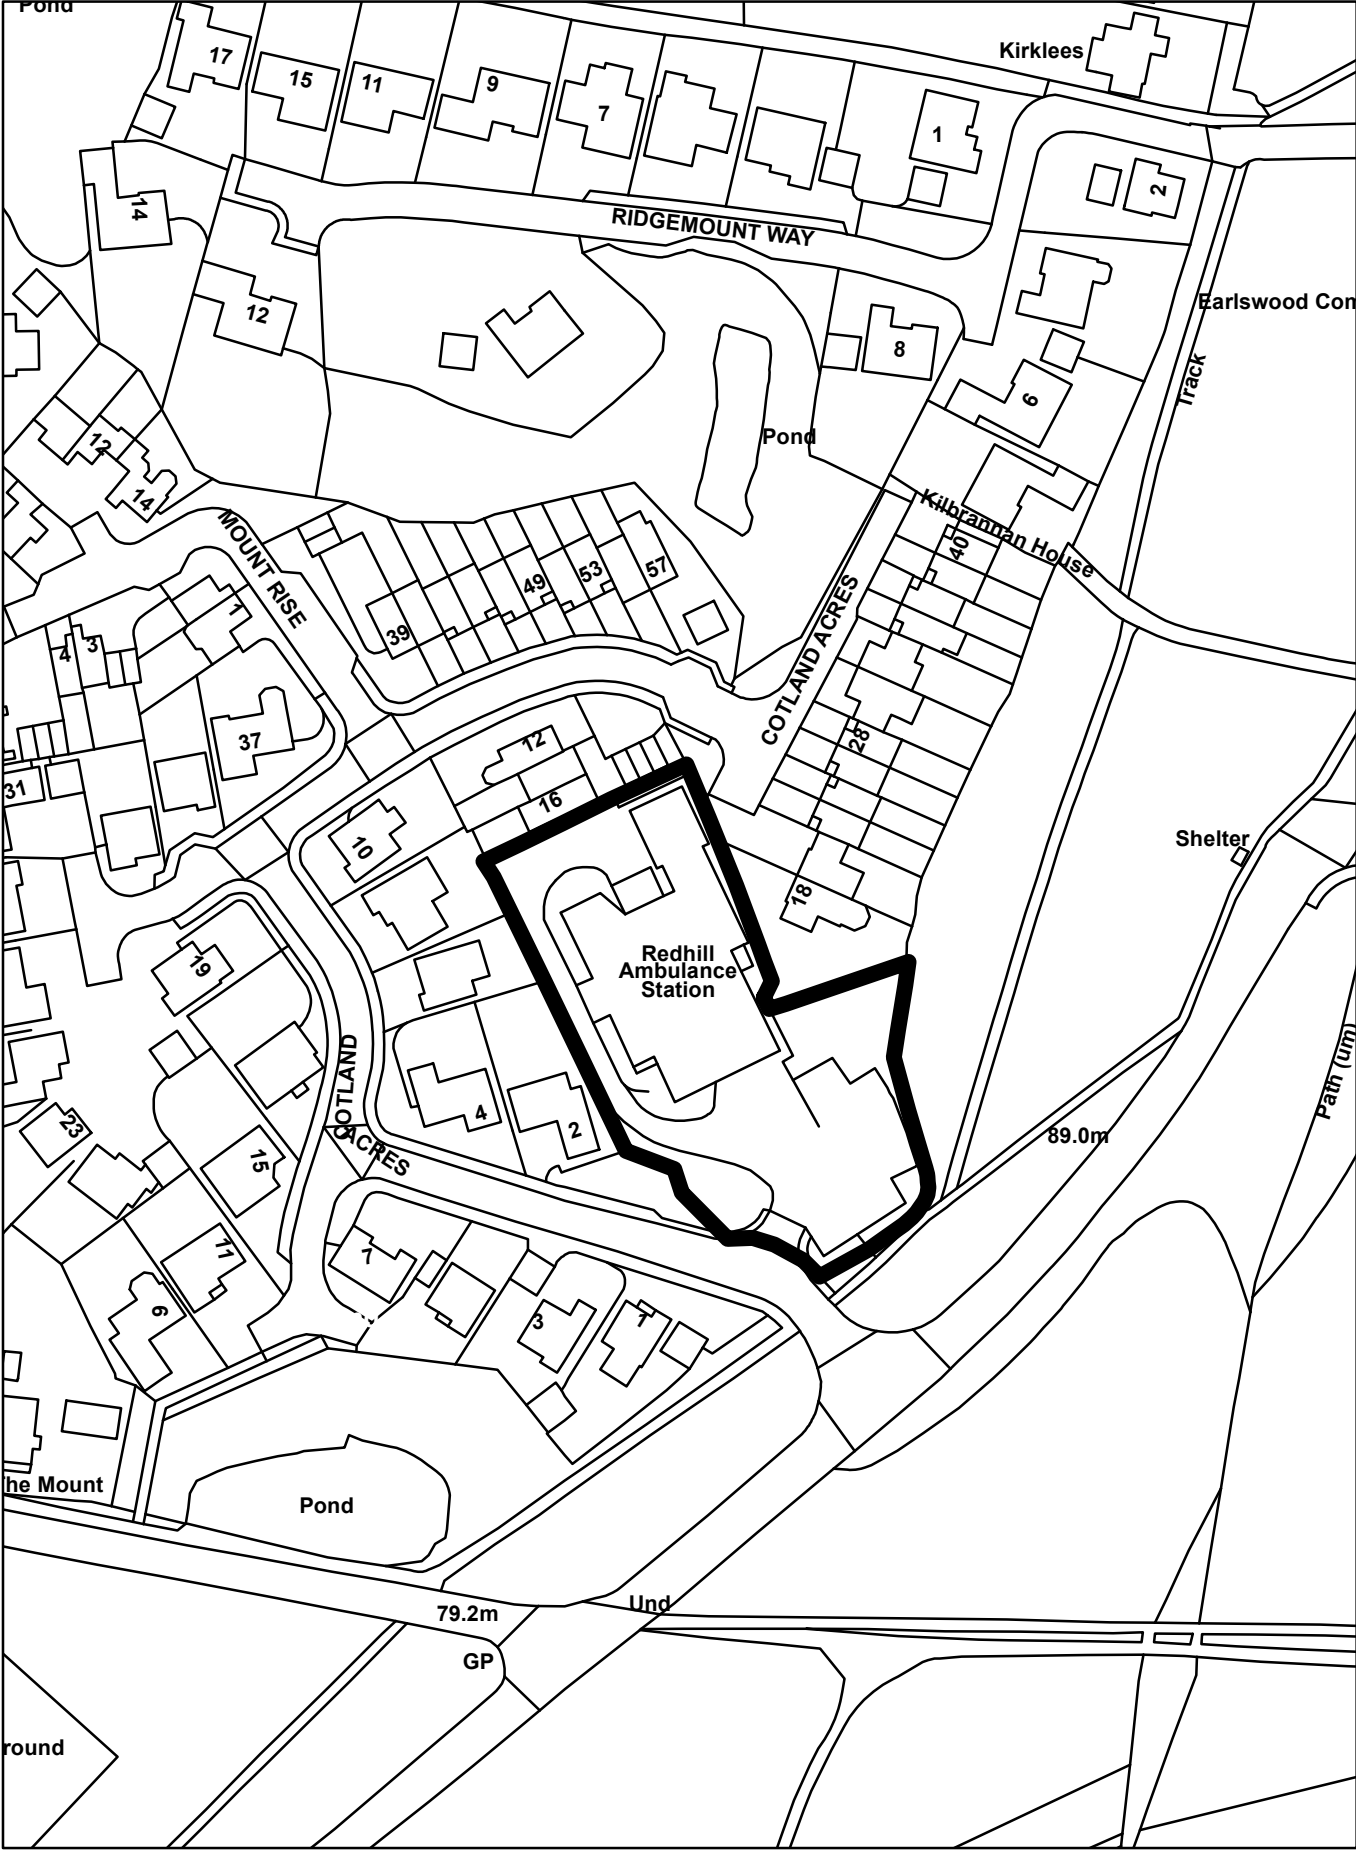 Pond
Kirklees
17
15
11
9
7
1
2
14
RIDGEMOUNT WAY
12
Earlswood Com
8
Track
6
Pond
12
14
Kilbrannan House
MOUNT RISE
40
57
53
49
39
1
3
4
COTLAND ACRES
37
12
28
31
16
10
Shelter
18
Redhill
Ambulance
Station
19
COTLAND
ACRES
Path (um)
89.0m
23
4
2
15
11
7
6
3
1
The Mount
Pond
79.2m
Und
GP
round